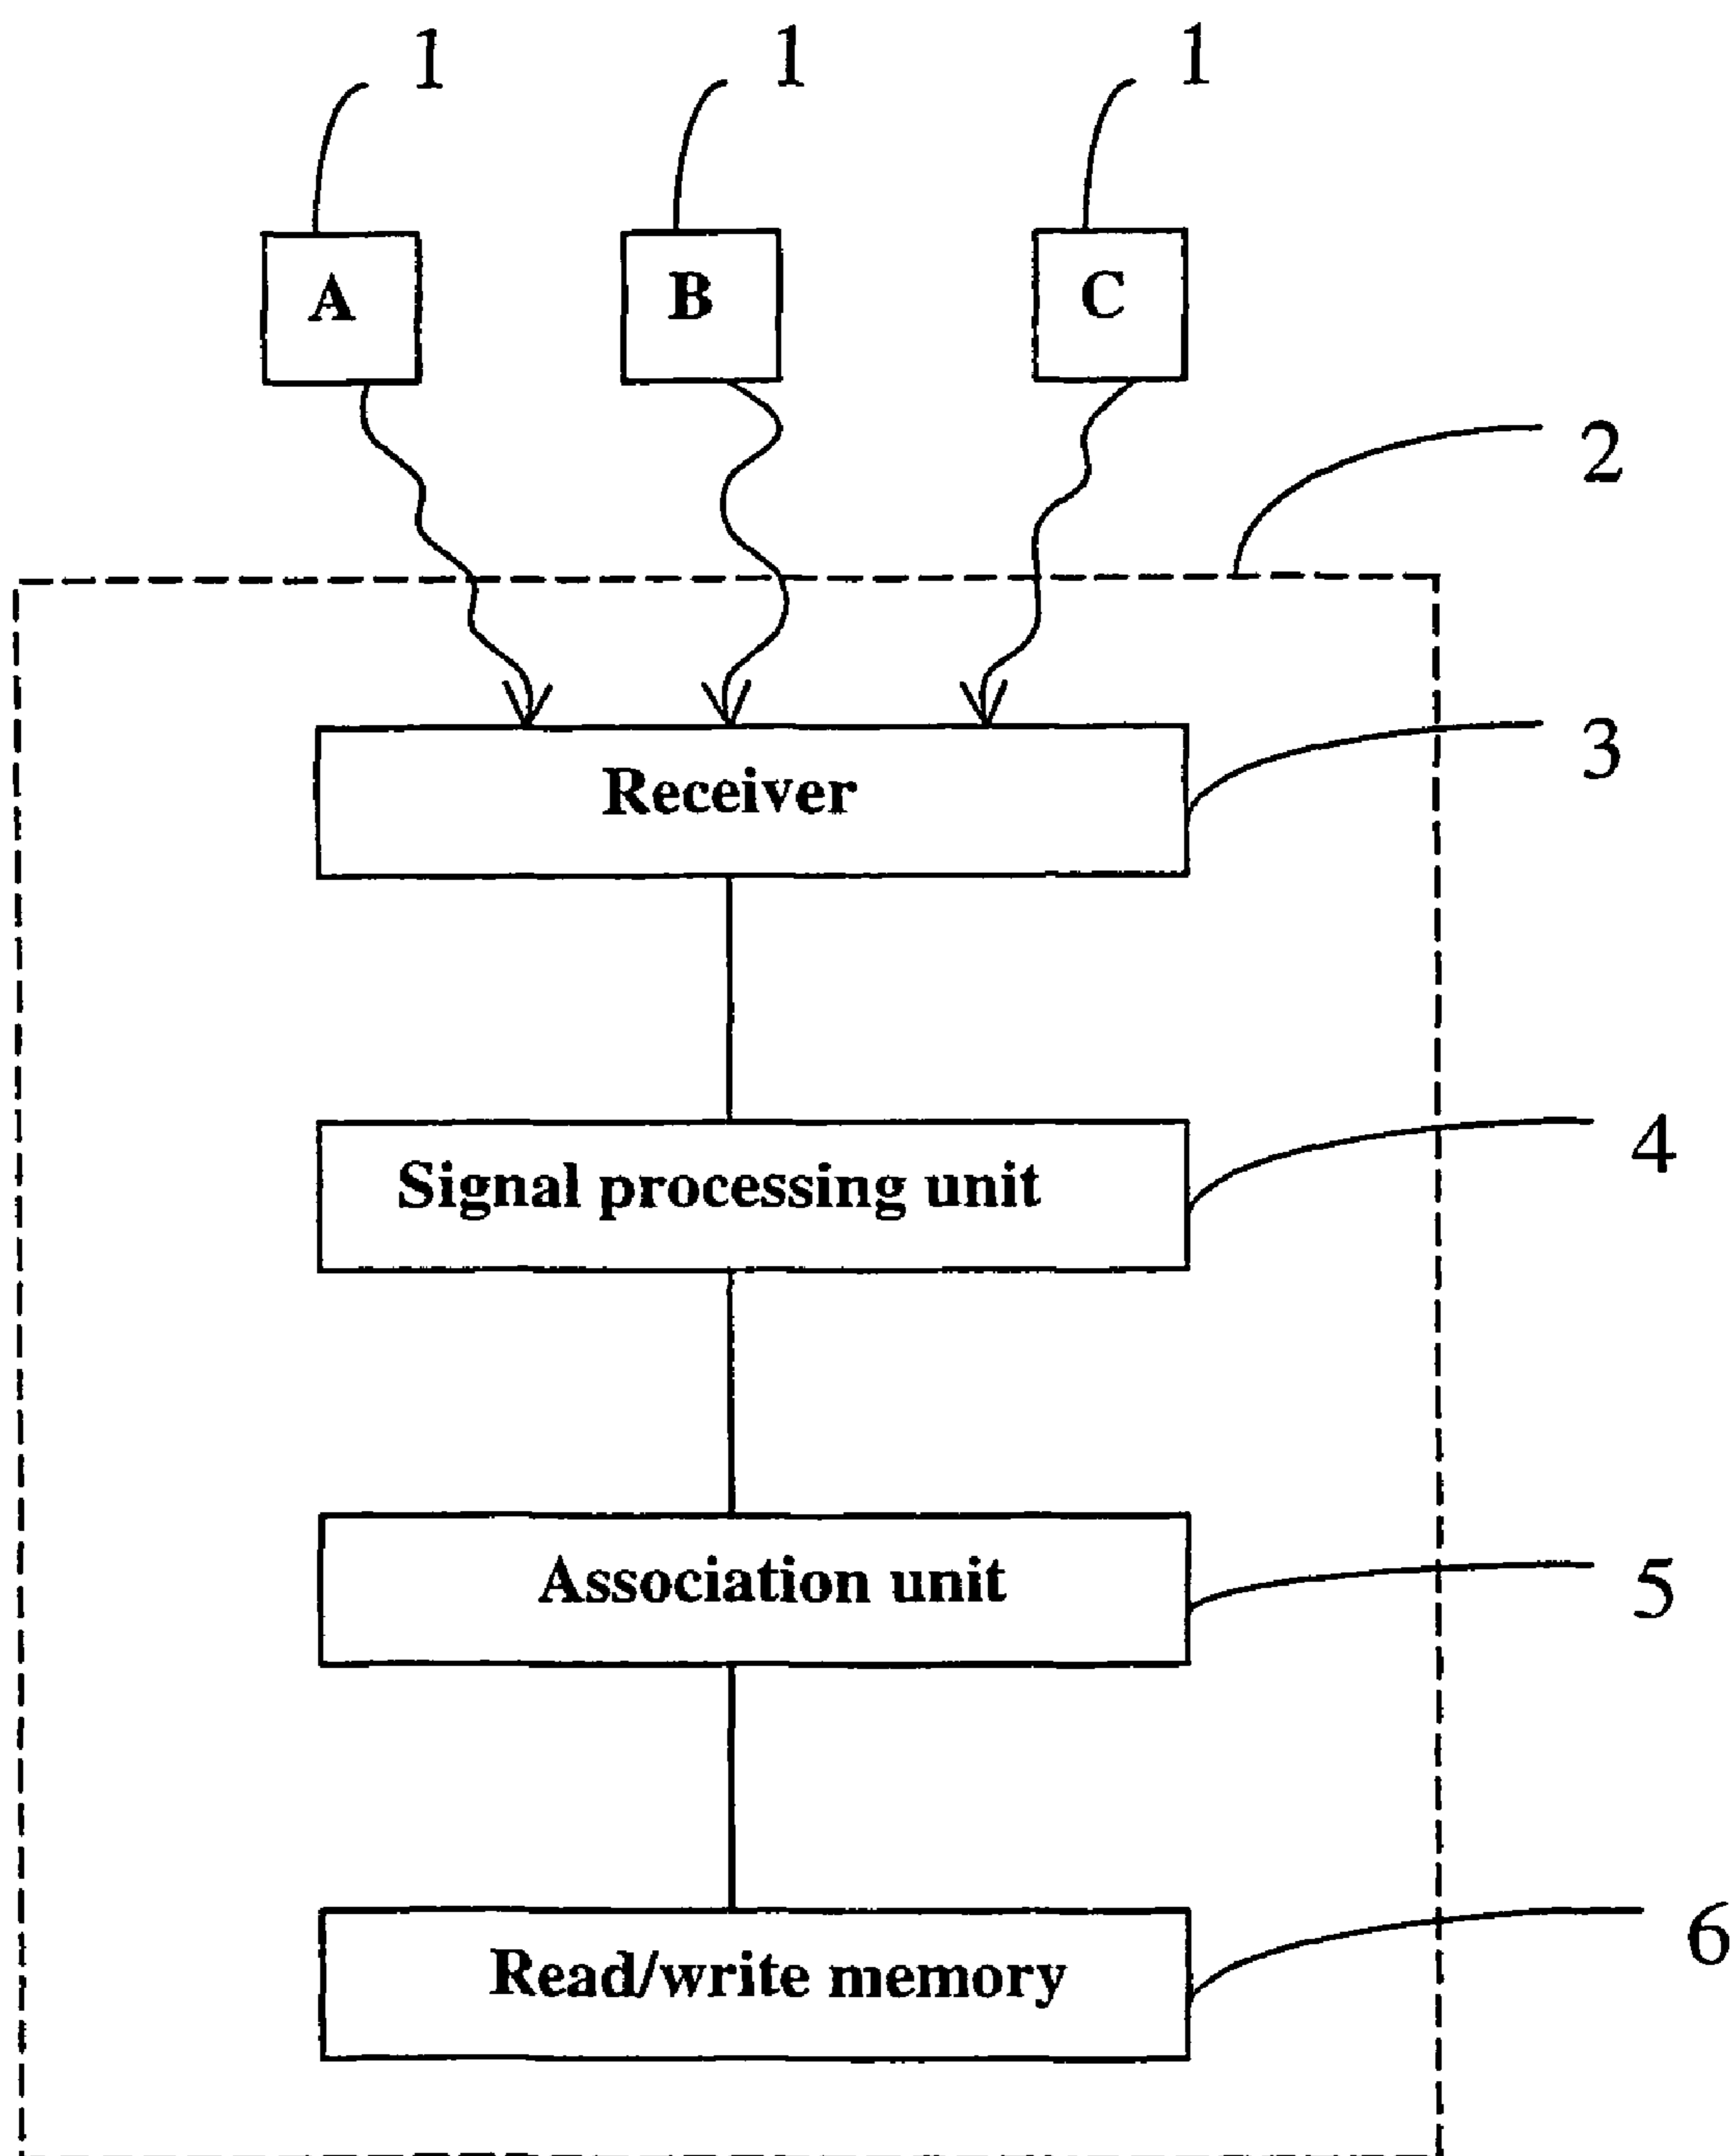 1 1 1
A B C
2
3
Receiver
4
Signal processing unit
5
Association unit
6
Read/write memory